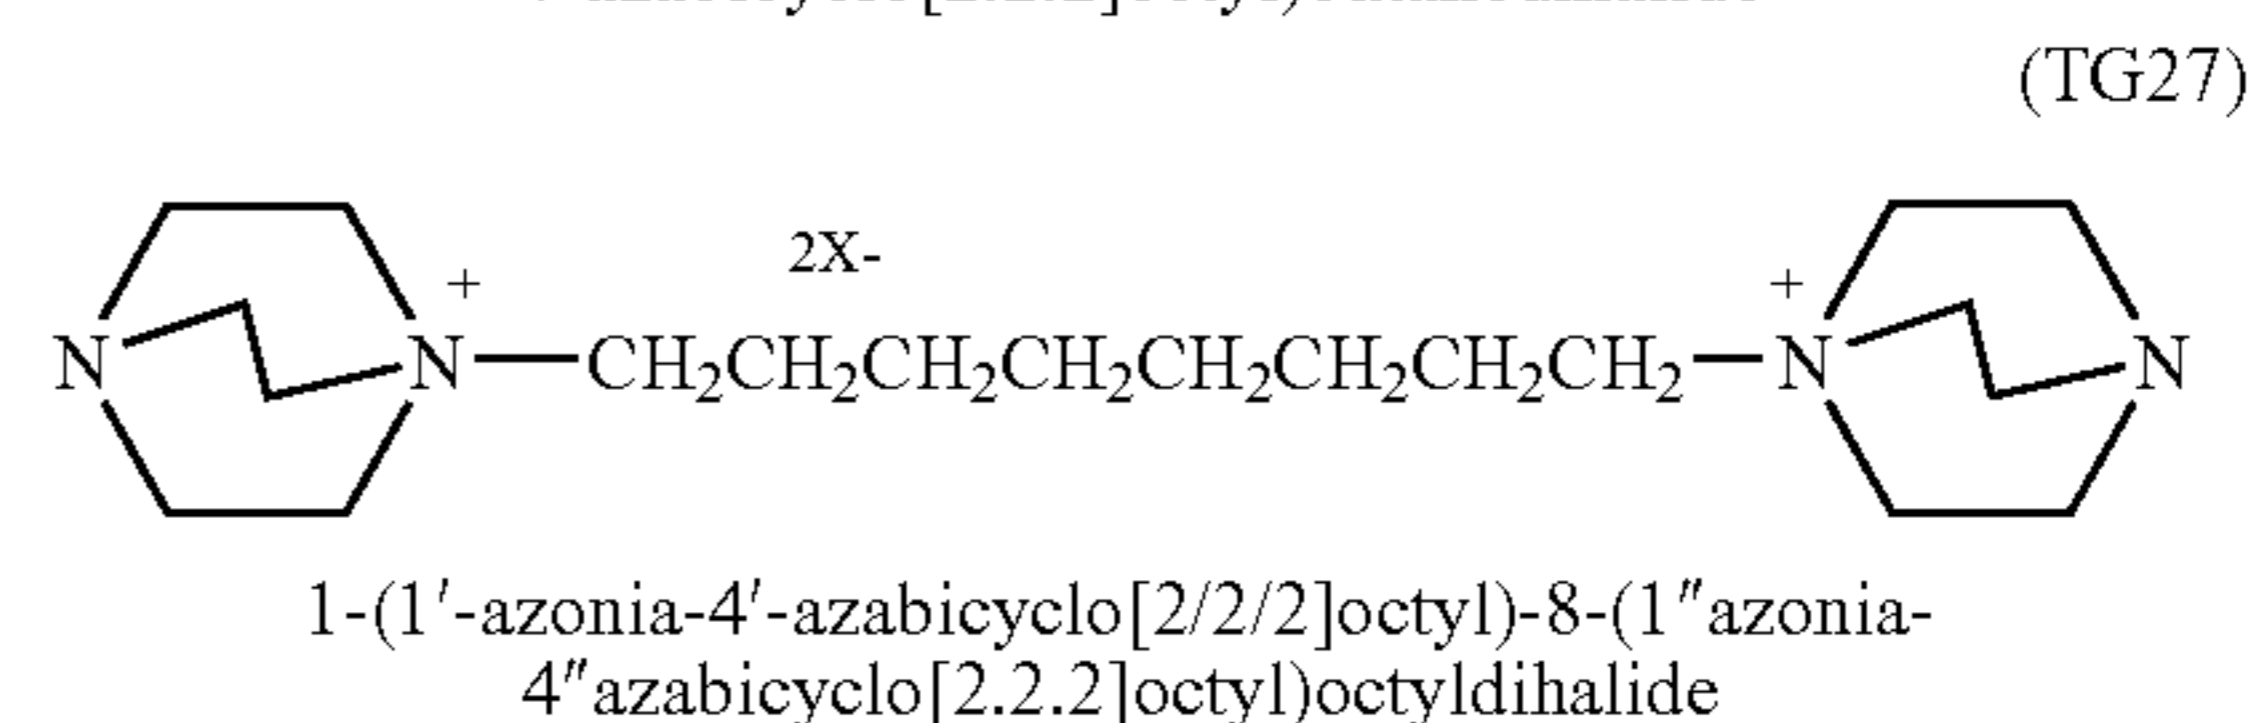 (TG27)
2X-
+ +
N N—CH₂CH₂CH₂CH₂CH₂CH₂CH₂CH₂—N N
1-(1′-azonia-4′-azabicyclo[2/2/2]octyl)-8-(1″azonia-
4″azabicyclo[2.2.2]octyl)octyldihalide